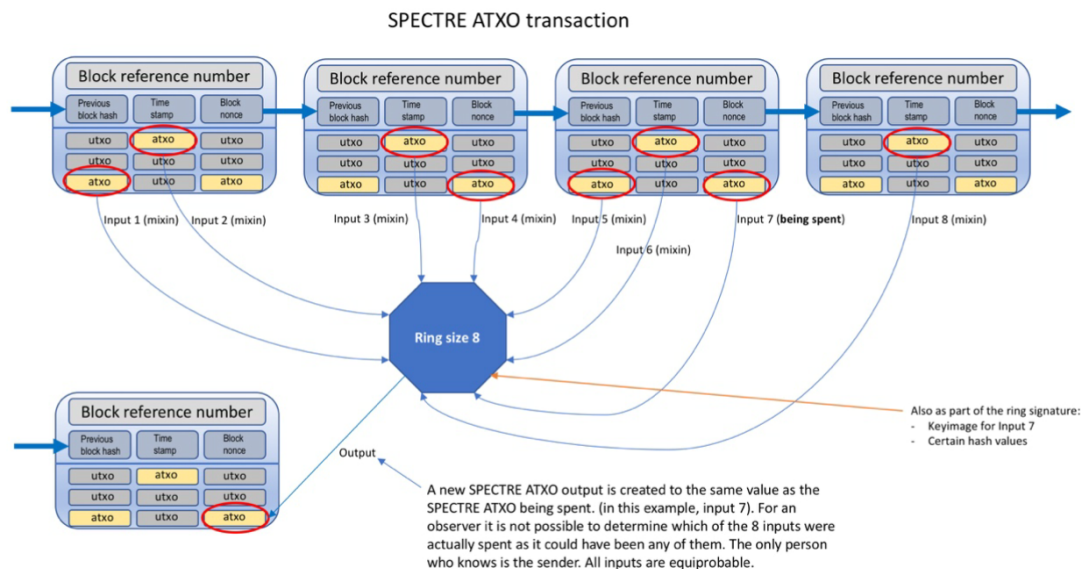 SPECTRE ATXO transaction
Block reference number
Previous block hash
Time stamp
Block nonce
utxo atxo utxo
utxo utxo utxo
atxo utxo atxo
Block reference number
Previous block hash
Time stamp
Block nonce
utxo atxo utxo
utxo utxo utxo
atxo utxo atxo
Block reference number
Previous block hash
Time stamp
Block nonce
utxo atxo utxo
utxo utxo utxo
atxo utxo atxo
Block reference number
Previous block hash
Time stamp
Block nonce
utxo atxo utxo
utxo utxo utxo
atxo utxo atxo
Input 1 (mixin)
Input 2 (mixin)
Input 3 (mixin)
Input 4 (mixin)
Input 5 (mixin)
Input 6 (mixin)
Input 7 (being spent)
Input 8 (mixin)
Ring size 8
Also as part of the ring signature:
- Keyimage for Input 7
- Certain hash values
Block reference number
Previous block hash
Time stamp
Block nonce
utxo atxo utxo
utxo utxo utxo
atxo utxo atxo
Output
A new SPECTRE ATXO output is created to the same value as the
SPECTRE ATXO being spent. (in this example, input 7). For an
observer it is not possible to determine which of the 8 inputs were
actually spent as it could have been any of them. The only person
who knows is the sender. All inputs are equiprobable.